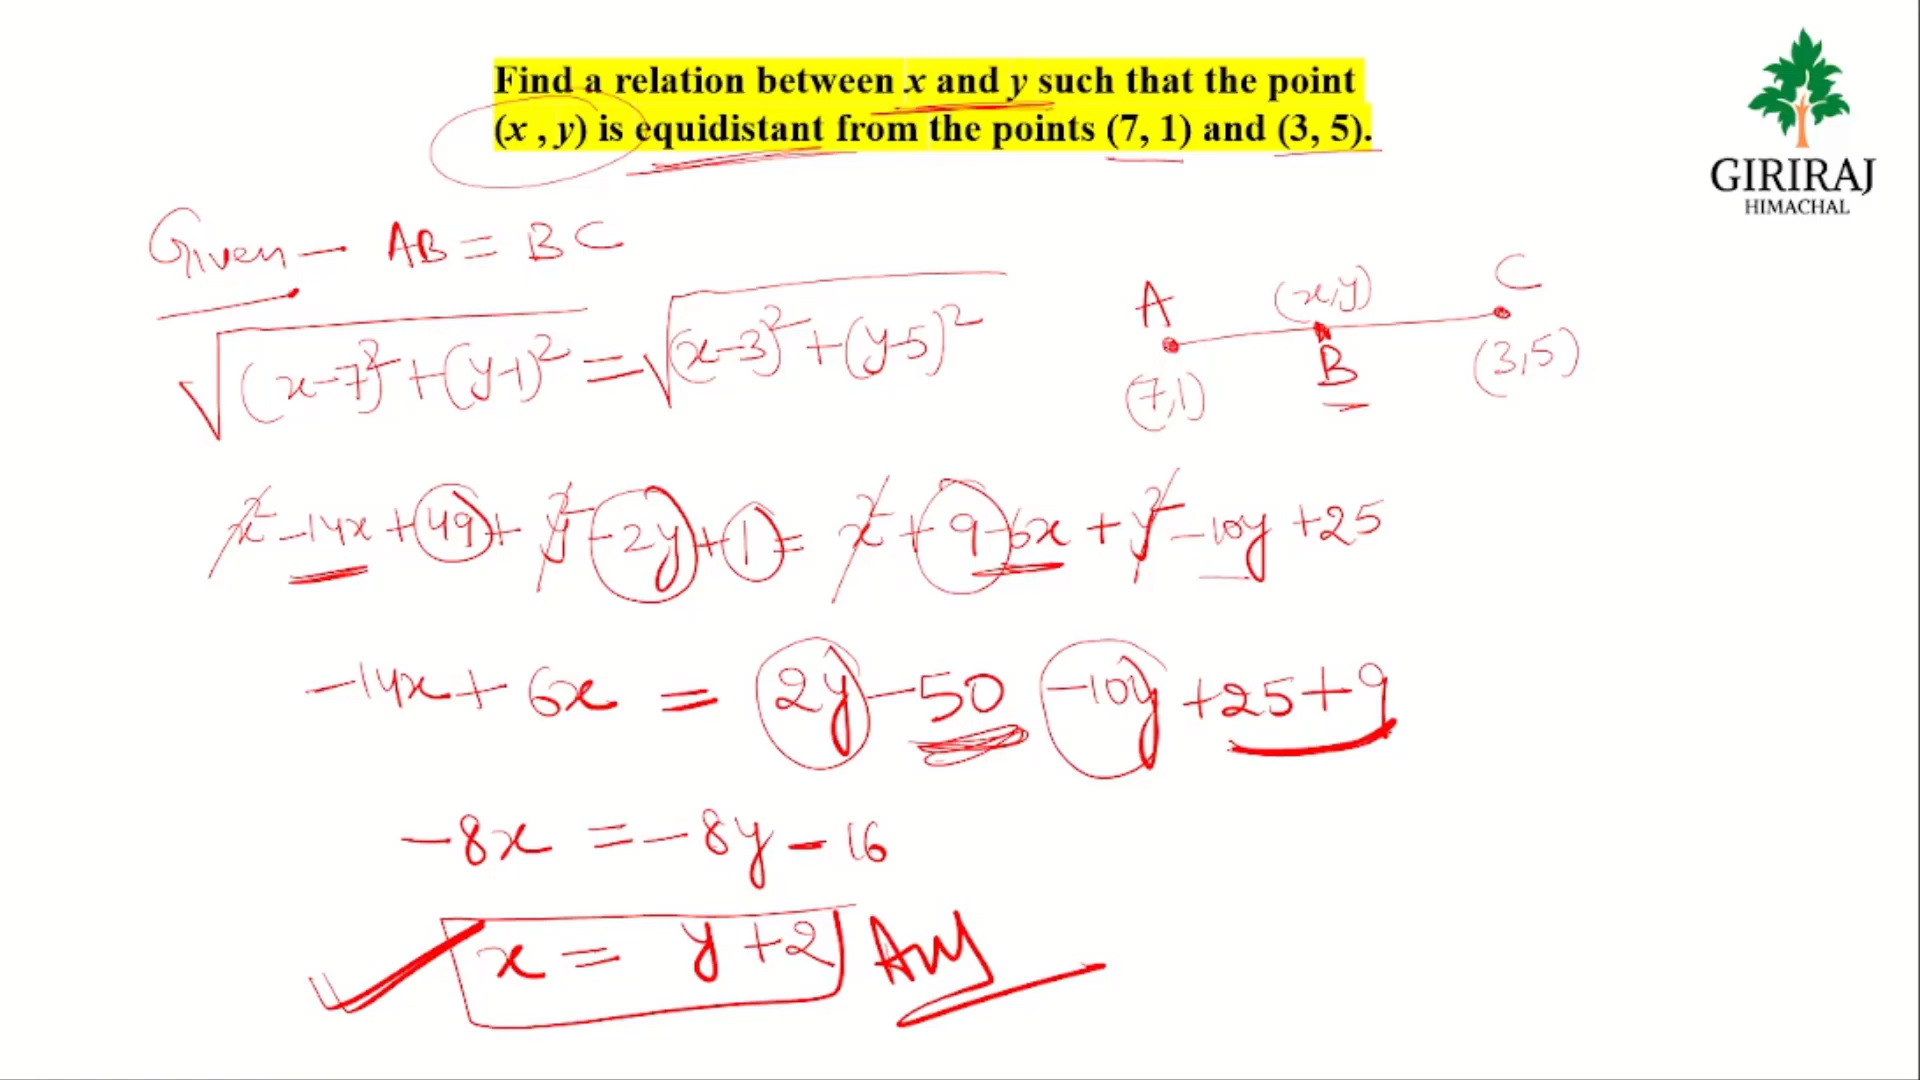 Find a relation between x and y such that the point
(x , y) is equidistant from the points (7, 1) and (3, 5).
GIRIRAJ
HIMACHAL
Given - AB = BC
A (x,y) C
B
(7,1) (3,5)
√(x-7)²+(y-1)² = √(x-3)²+(y-5)²
x²-14x+49+y²-2y+1 = x²+9-6x+y²-10y+25
-14x+6x = 2y-50 -10y+25+9
-8x = -8y-16
x = y+2 Ans